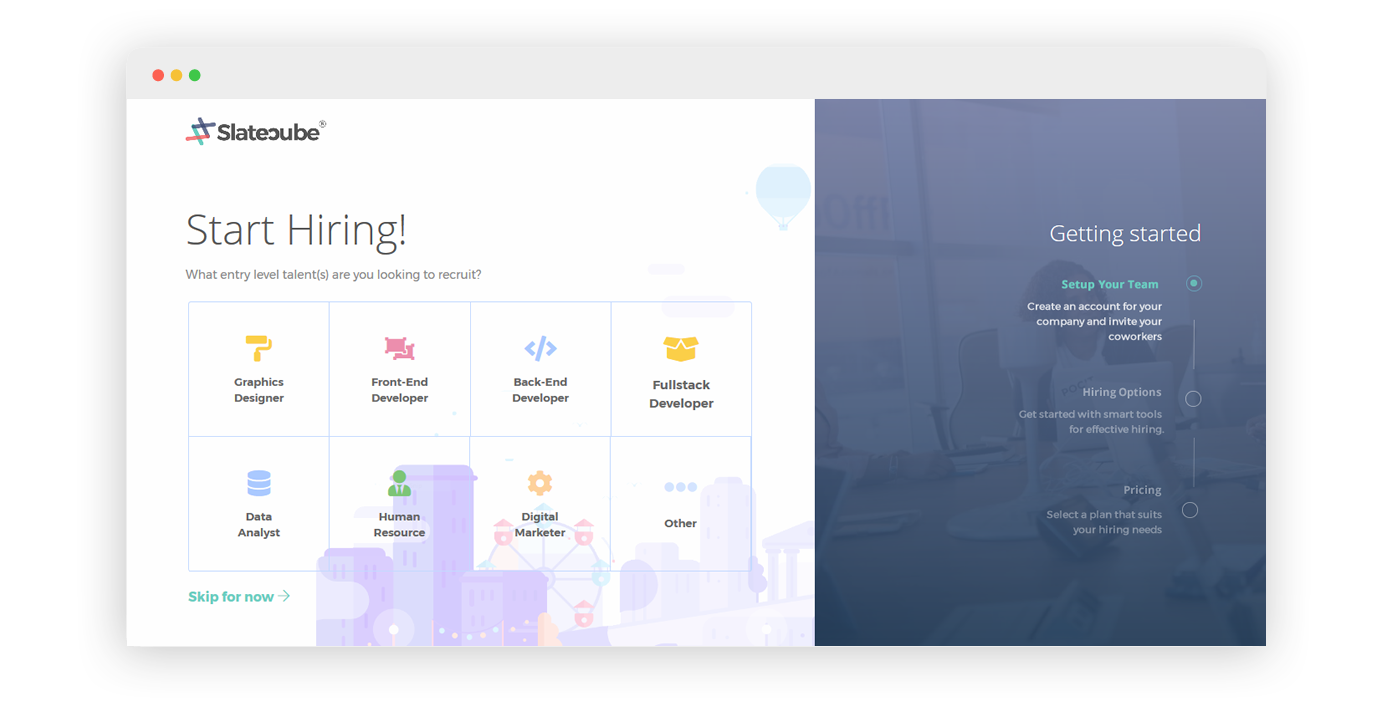 Slatecube®
Start Hiring!
What entry level talent(s) are you looking to recruit?
Graphics
Designer
Front-End
Developer
Back-End
Developer
Fullstack
Developer
Data
Analyst
Human
Resource
Digital
Marketer
Other
Skip for now
Getting started
Setup Your Team
Create an account for your
company and invite your
coworkers
Hiring Options
Get started with smart tools
for effective hiring.
Pricing
Select a plan that suits
your hiring needs